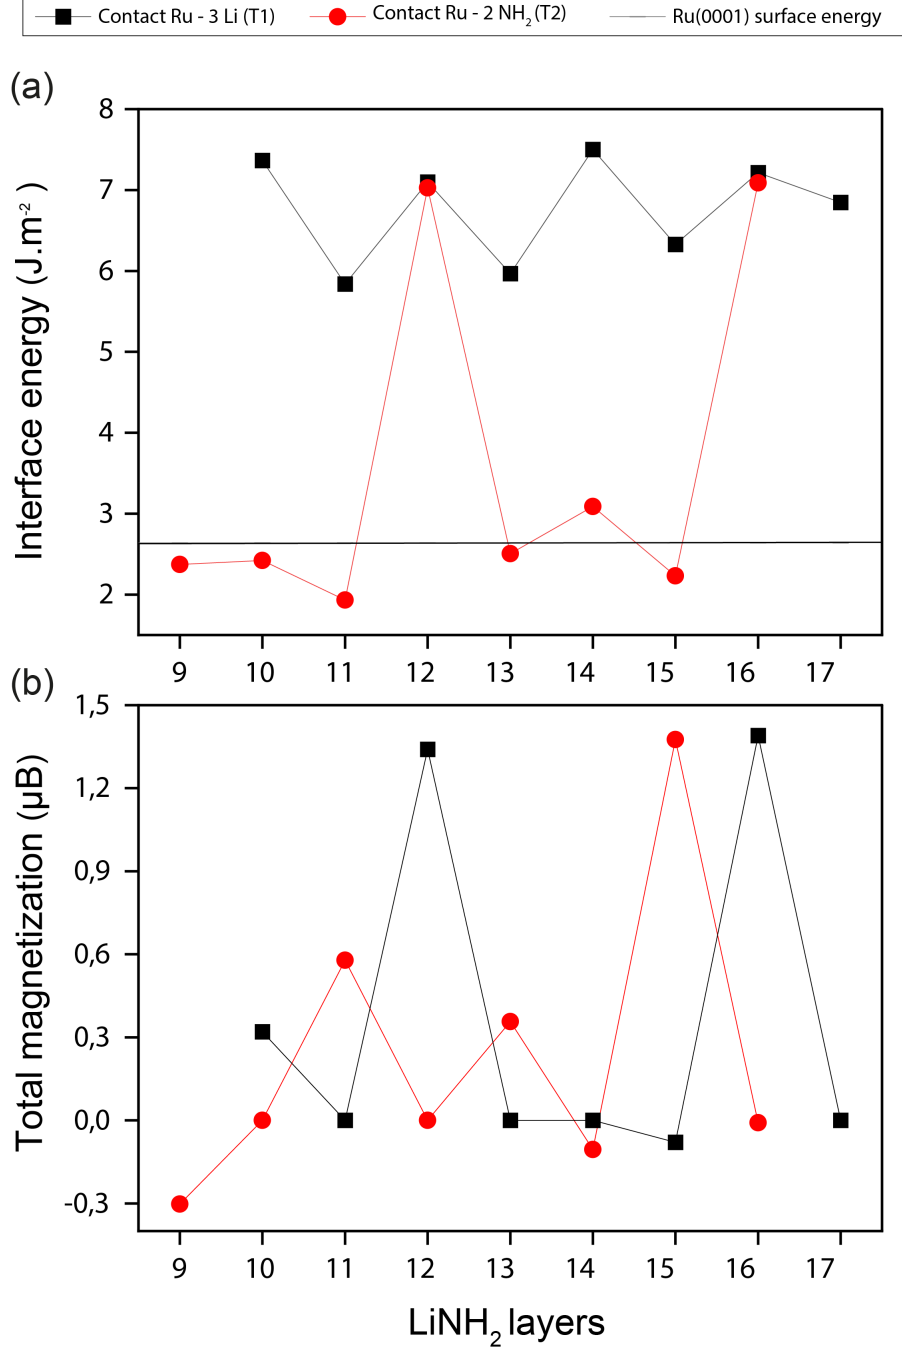 Contact Ru - 3 Li (T1) Contact Ru - 2 NH₂ (T2) Ru(0001) surface energy
(a)
Interface energy (J.m⁻²)
8
7
6
5
4
3
2
9 10 11 12 13 14 15 16 17
(b)
Total magnetization (µB)
1,5
1,2
0,9
0,6
0,3
0,0
-0,3
9 10 11 12 13 14 15 16 17
LiNH₂ layers